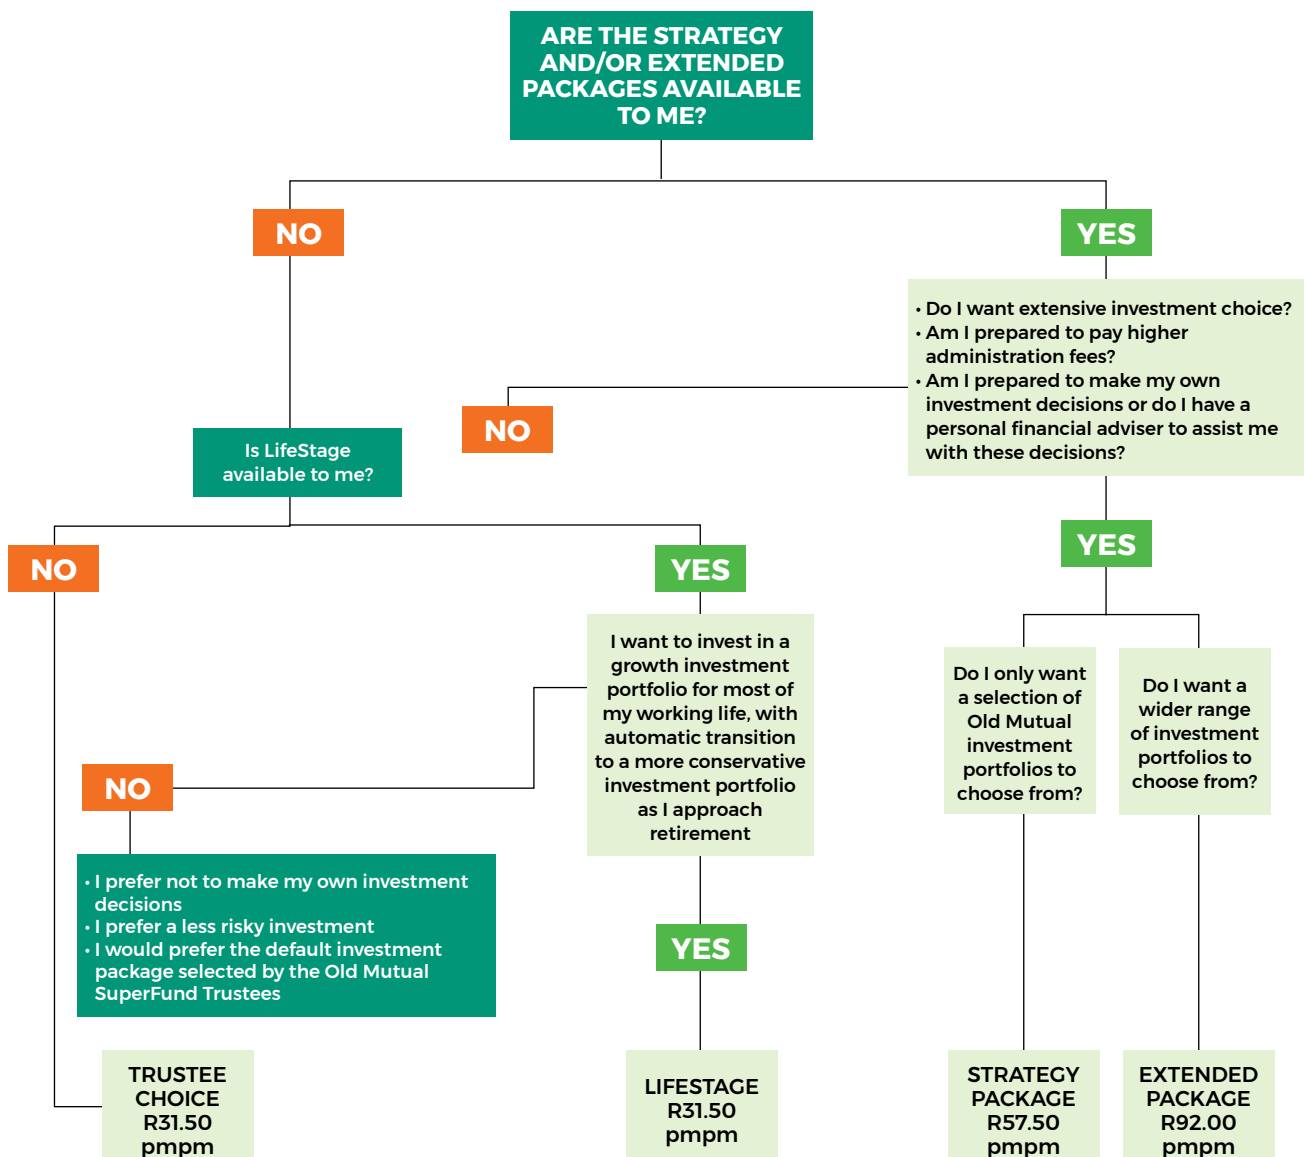 ARE THE STRATEGY
AND/OR EXTENDED
PACKAGES AVAILABLE
TO ME?
NO
YES
• Do I want extensive investment choice?
• Am I prepared to pay higher
administration fees?
• Am I prepared to make my own
investment decisions or do I have a
personal financial adviser to assist me
with these decisions?
NO
Is LifeStage
available to me?
NO
YES
YES
I want to invest in a
growth investment
portfolio for most of
my working life, with
automatic transition
to a more conservative
investment portfolio
as I approach
retirement
Do I only want
a selection of
Old Mutual
investment
portfolios to
choose from?
Do I want a
wider range
of investment
portfolios to
choose from?
NO
• I prefer not to make my own investment
decisions
• I prefer a less risky investment
• I would prefer the default investment
package selected by the Old Mutual
SuperFund Trustees
YES
TRUSTEE
CHOICE
R31.50
pmpm
LIFESTAGE
R31.50
pmpm
STRATEGY
PACKAGE
R57.50
pmpm
EXTENDED
PACKAGE
R92.00
pmpm